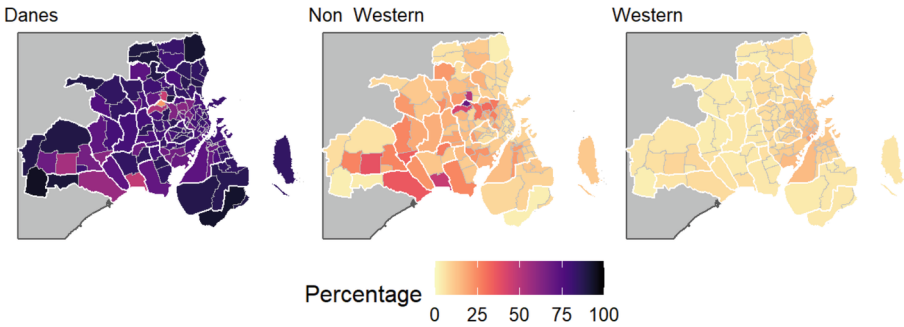 Danes
Non Western
Western
Percentage
0 25 50 75 100